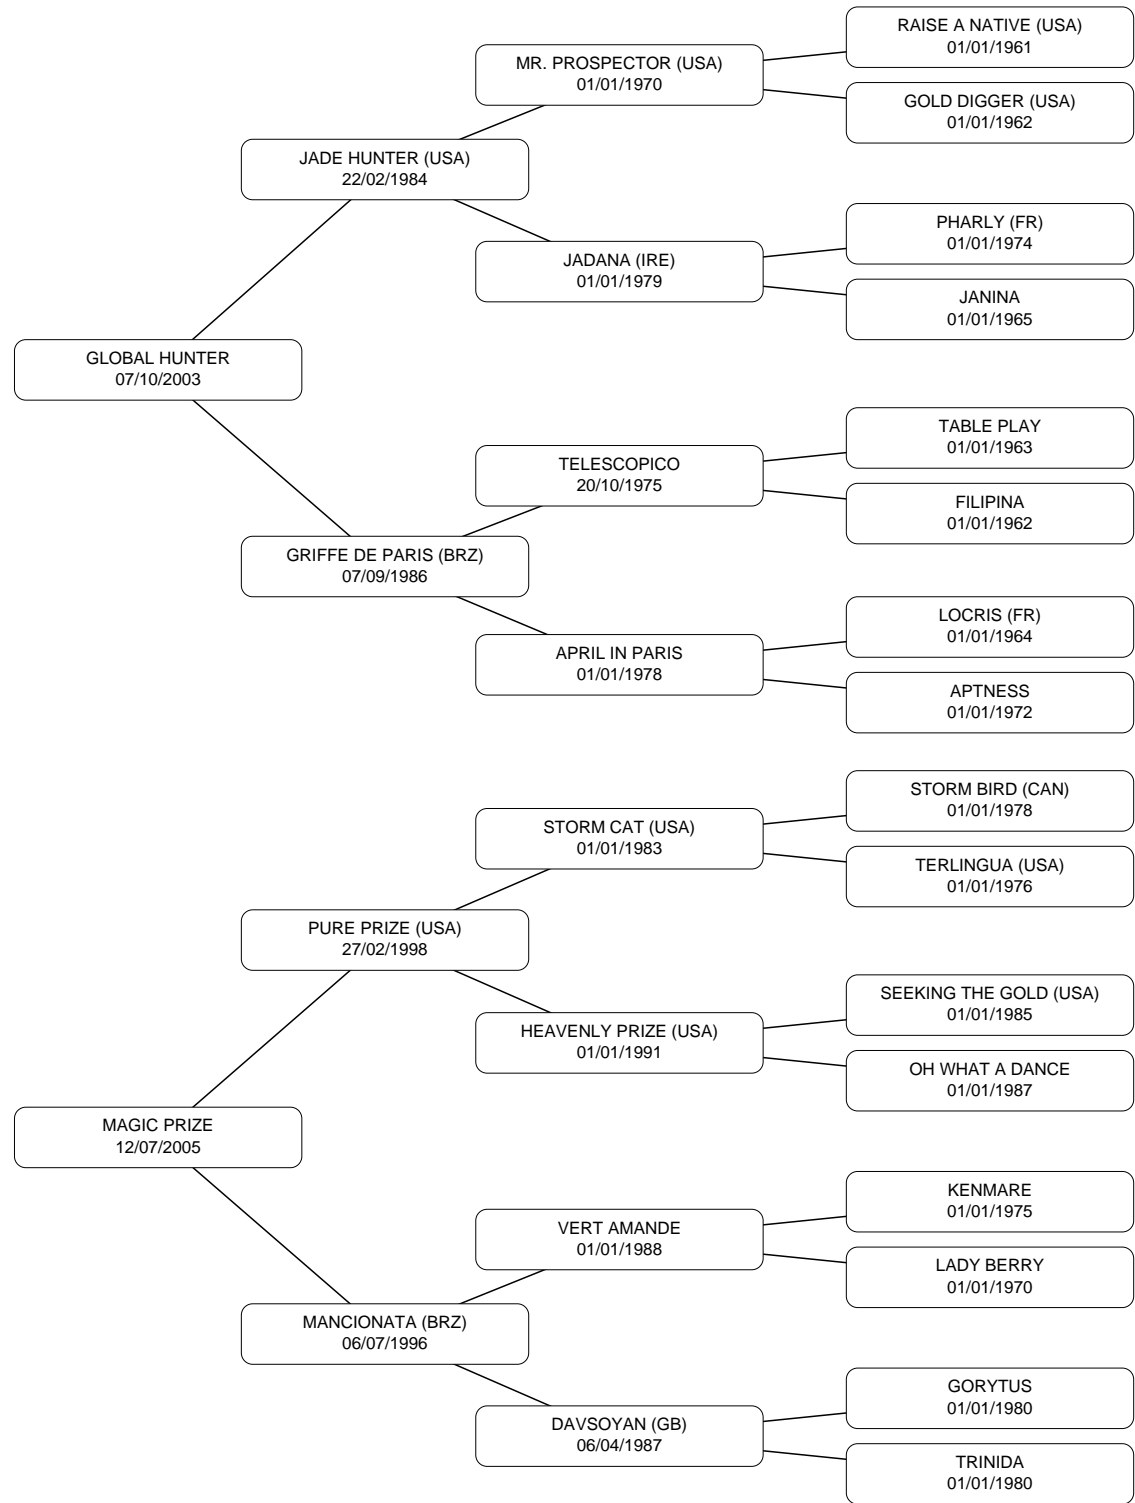 RAISE A NATIVE (USA)
01/01/1961
MR. PROSPECTOR (USA)
01/01/1970
GOLD DIGGER (USA)
01/01/1962
JADE HUNTER (USA)
22/02/1984
PHARLY (FR)
01/01/1974
JADANA (IRE)
01/01/1979
JANINA
01/01/1965
GLOBAL HUNTER
07/10/2003
TABLE PLAY
01/01/1963
TELESCOPICO
20/10/1975
FILIPINA
01/01/1962
GRIFFE DE PARIS (BRZ)
07/09/1986
LOCRIS (FR)
01/01/1964
APRIL IN PARIS
01/01/1978
APTNESS
01/01/1972
STORM BIRD (CAN)
01/01/1978
STORM CAT (USA)
01/01/1983
TERLINGUA (USA)
01/01/1976
PURE PRIZE (USA)
27/02/1998
SEEKING THE GOLD (USA)
01/01/1985
HEAVENLY PRIZE (USA)
01/01/1991
OH WHAT A DANCE
01/01/1987
MAGIC PRIZE
12/07/2005
KENMARE
01/01/1975
VERT AMANDE
01/01/1988
LADY BERRY
01/01/1970
MANCIONATA (BRZ)
06/07/1996
GORYTUS
01/01/1980
DAVSOYAN (GB)
06/04/1987
TRINIDA
01/01/1980